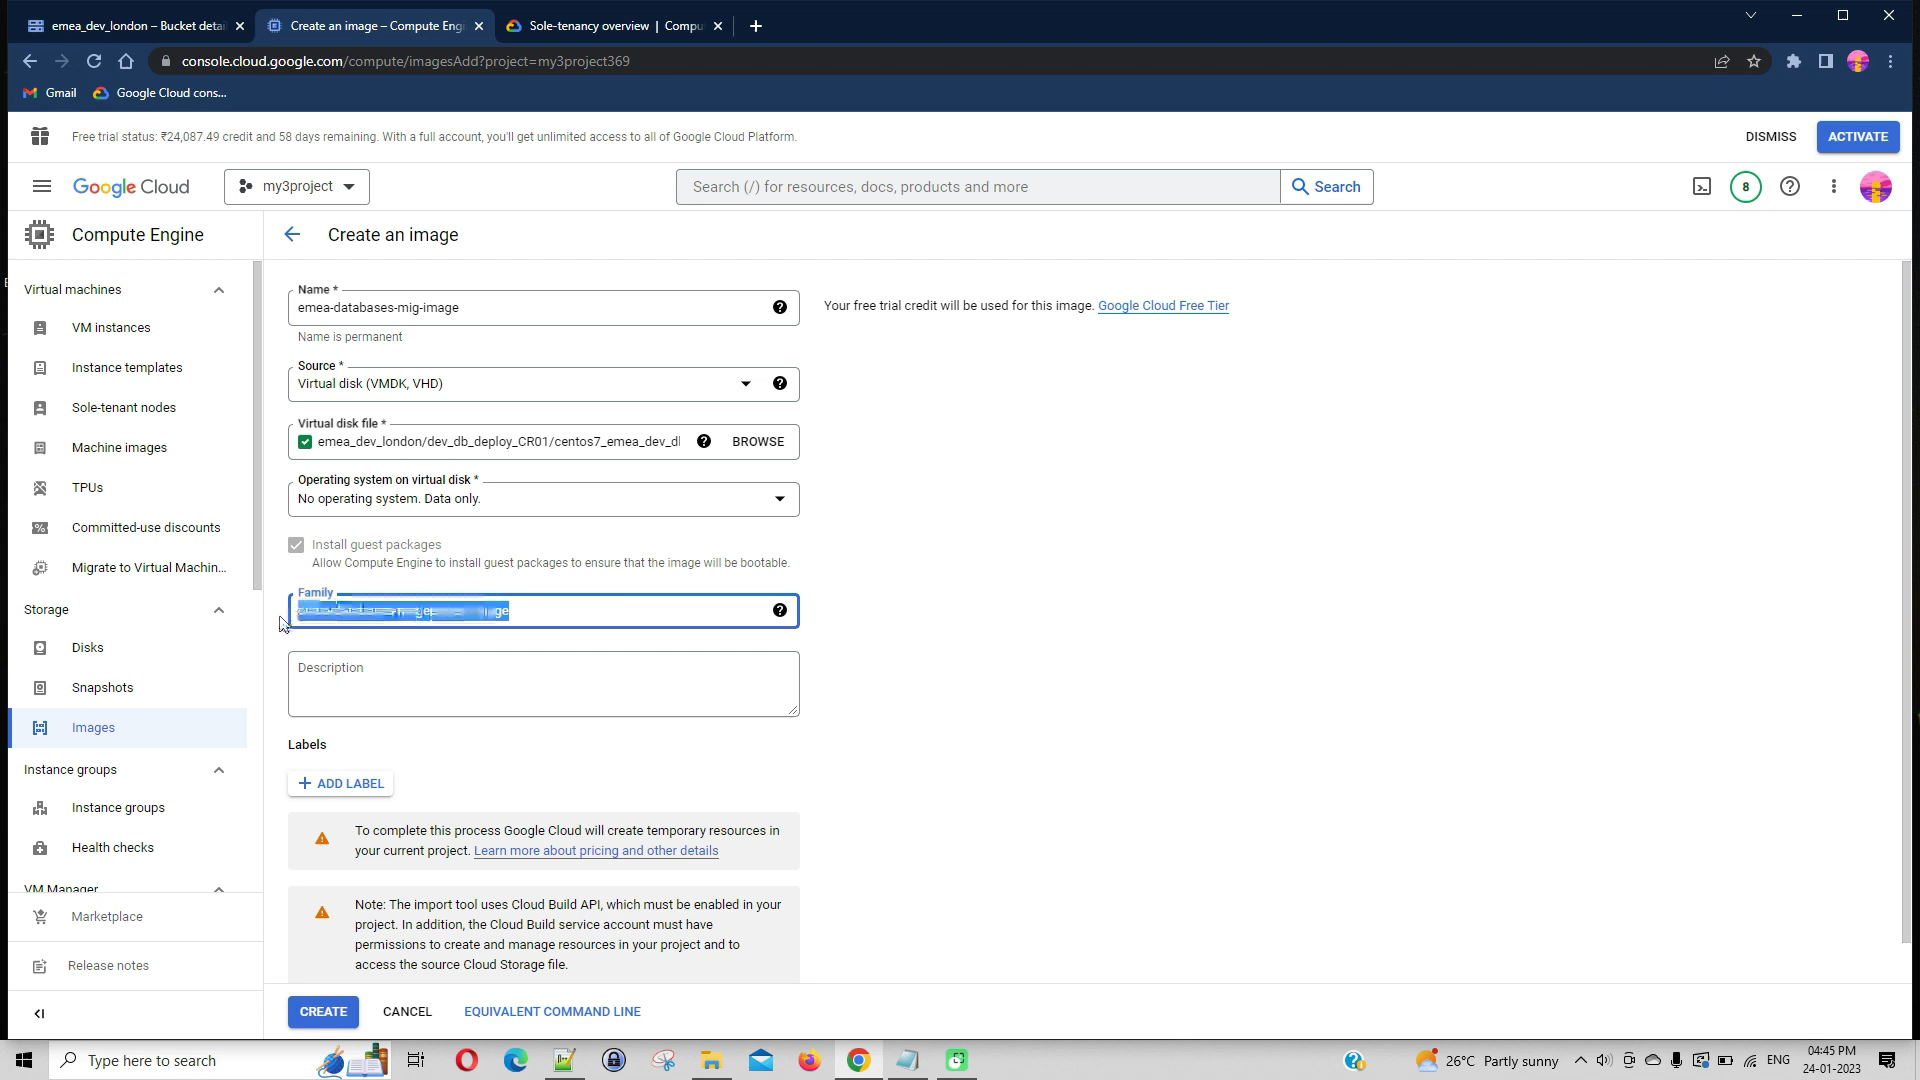 emea_dev_london – Bucket detai
Create an image – Compute Eng
Sole-tenancy overview | Compu
console.cloud.google.com/compute/imagesAdd?project=my3project369
Gmail
Google Cloud cons...
Free trial status: ₹24,087.49 credit and 58 days remaining. With a full account, you'll get unlimited access to all of Google Cloud Platform.
DISMISS
ACTIVATE
Google Cloud
my3project
Search (/) for resources, docs, products and more
Search
8
Compute Engine
Create an image
Virtual machines
VM instances
Instance templates
Sole-tenant nodes
Machine images
TPUs
Committed-use discounts
Migrate to Virtual Machin...
Storage
Disks
Snapshots
Images
Instance groups
Instance groups
Health checks
VM Manager
Marketplace
Release notes
Name *
emea-databases-mig-image
Name is permanent
Source *
Virtual disk (VMDK, VHD)
Virtual disk file *
emea_dev_london/dev_db_deploy_CR01/centos7_emea_dev_dl
BROWSE
Operating system on virtual disk *
No operating system. Data only.
Install guest packages
Allow Compute Engine to install guest packages to ensure that the image will be bootable.
Family
Description
Labels
ADD LABEL
To complete this process Google Cloud will create temporary resources in
your current project. Learn more about pricing and other details
Note: The import tool uses Cloud Build API, which must be enabled in your
project. In addition, the Cloud Build service account must have
permissions to create and manage resources in your project and to
access the source Cloud Storage file.
CREATE
CANCEL
EQUIVALENT COMMAND LINE
Your free trial credit will be used for this image. Google Cloud Free Tier
Type here to search
26°C Partly sunny
ENG
04:45 PM
24-01-2023